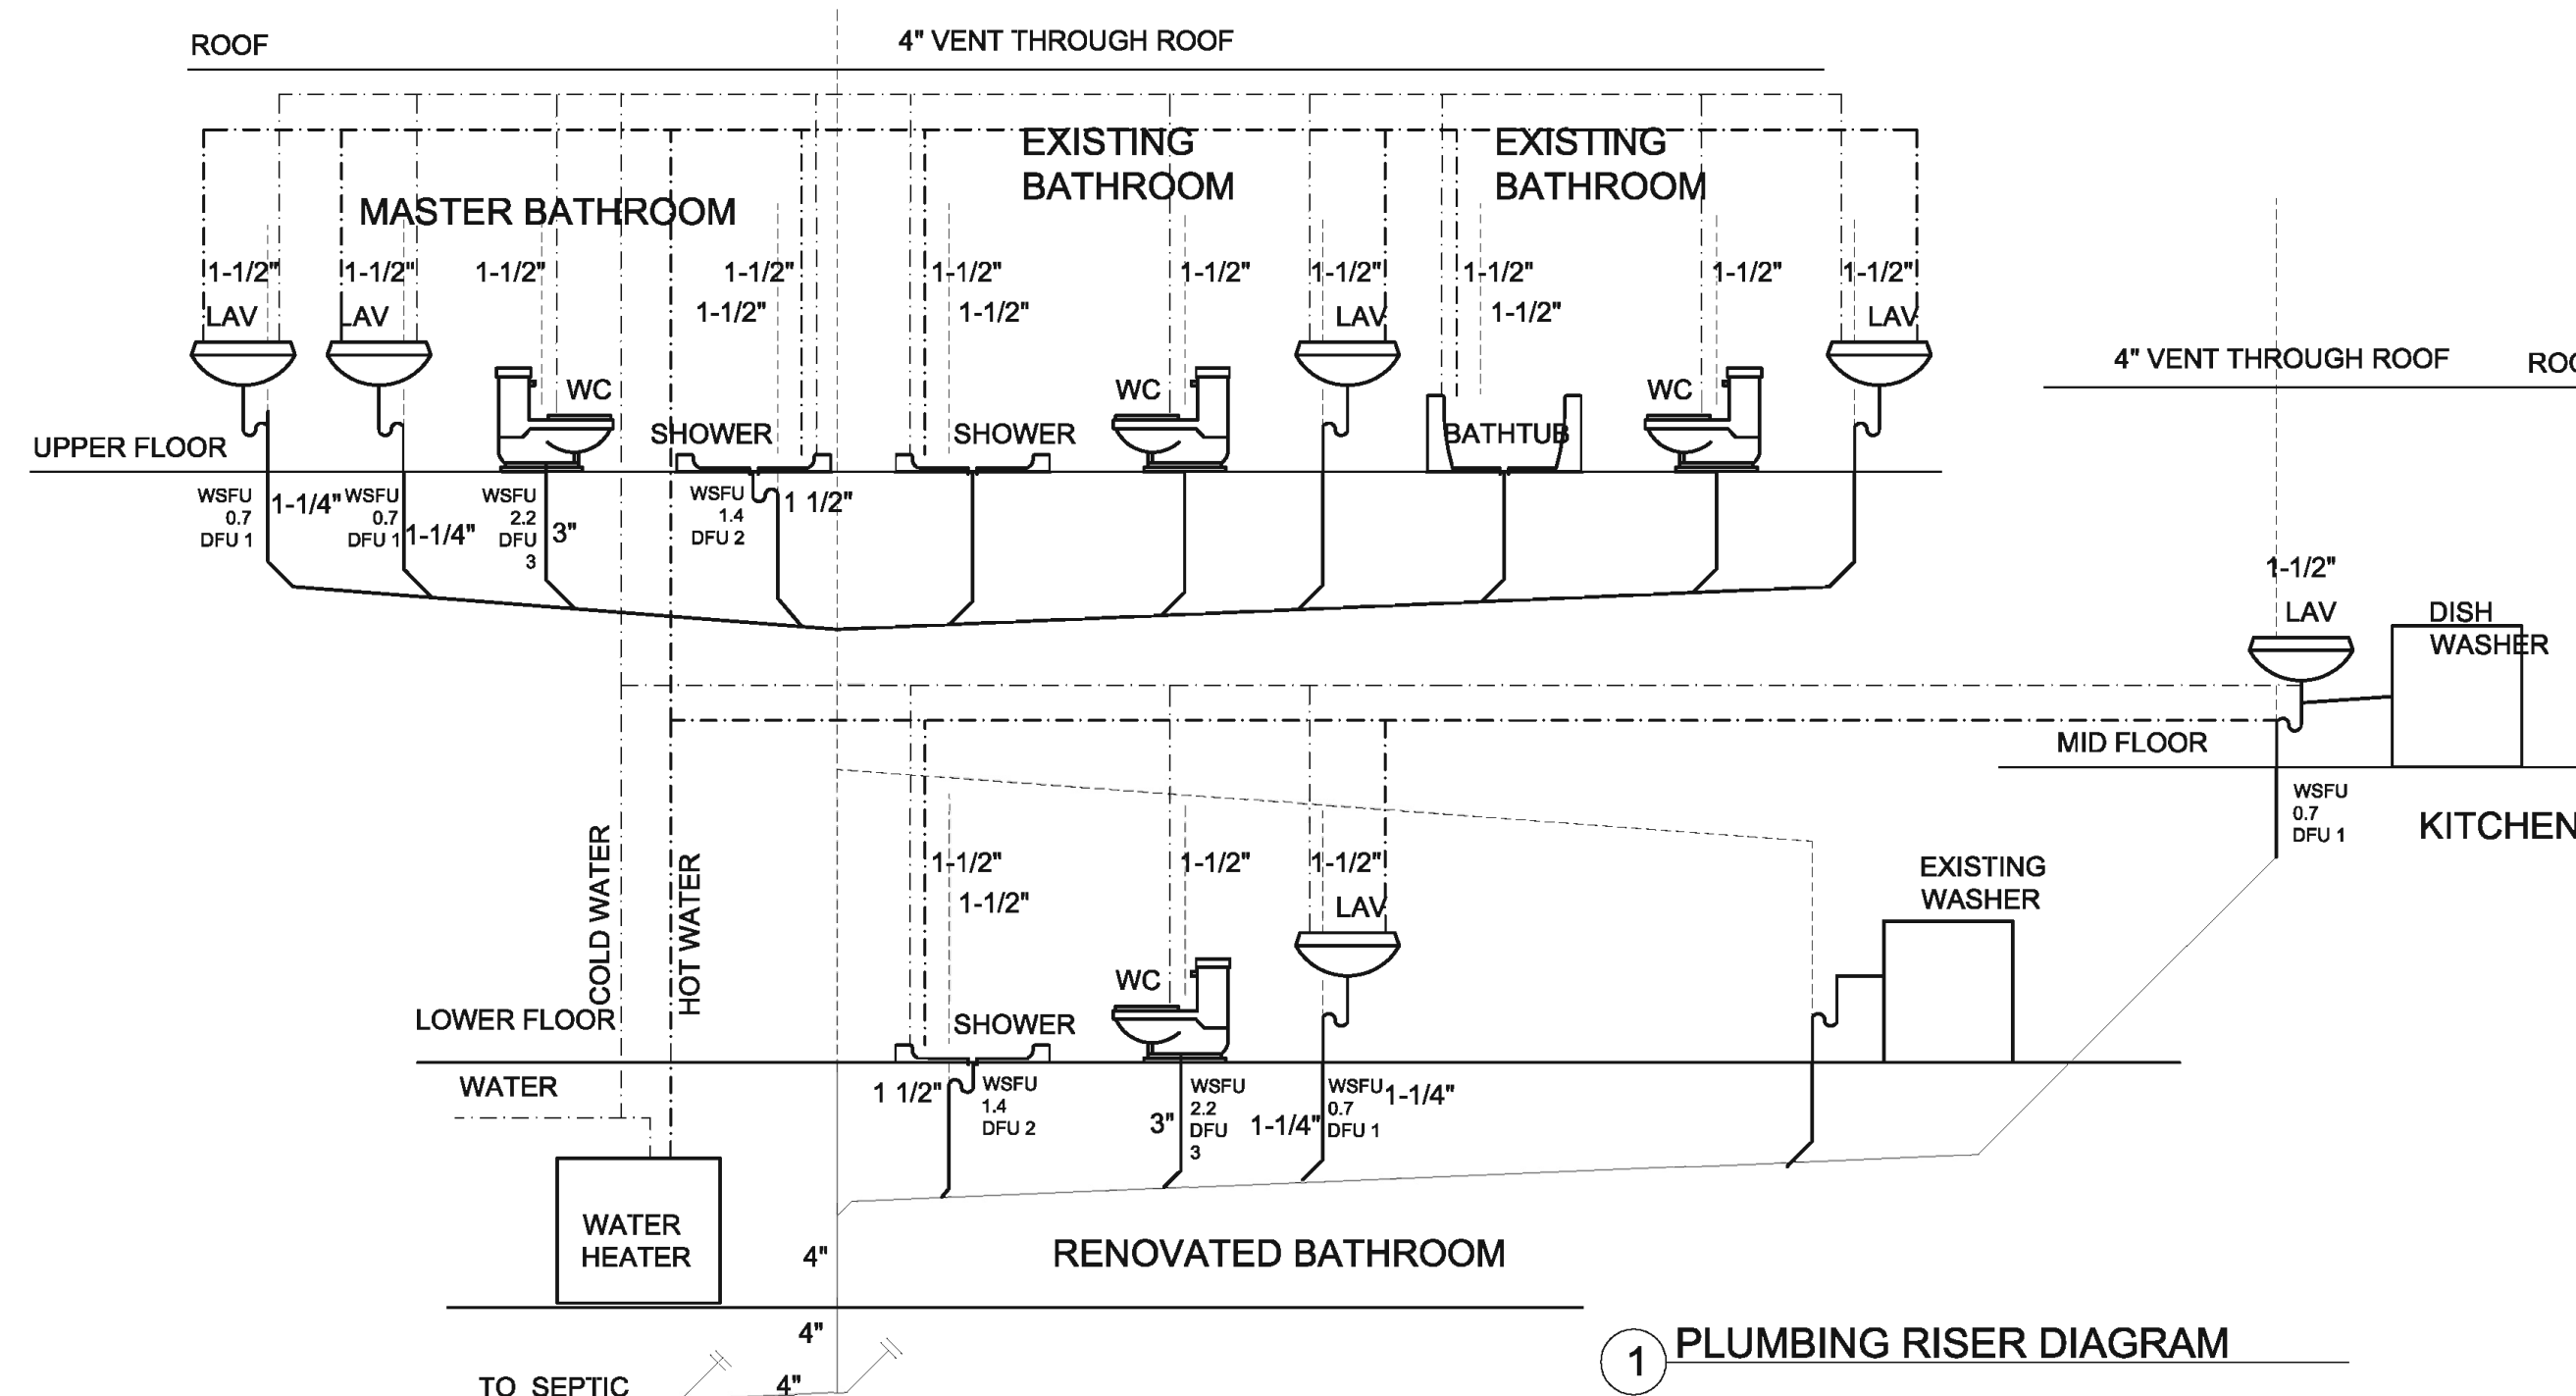 ROOF
4" VENT THROUGH ROOF
EXISTING
BATHROOM
EXISTING
BATHROOM
MASTER BATHROOM
1-1/2"
1-1/2"
1-1/2"
1-1/2"
1-1/2"
1-1/2"
1-1/2"
1-1/2"
1-1/2"
1-1/2"
1-1/2"
1-1/2"
1-1/2"
LAV
LAV
LAV
LAV
4" VENT THROUGH ROOF
WC
WC
WC
UPPER FLOOR
SHOWER
SHOWER
BATHTUB
WSFU
0.7
DFU 1
1-1/4"
WSFU
0.7
DFU 1
1-1/4"
WSFU
2.2
DFU
3
3"
WSFU
1.4
DFU 2
1 1/2"
1-1/2"
LAV
DISH
WASHER
MID FLOOR
WSFU
0.7
DFU 1
KITCHEN
COLD WATER
HOT WATER
1-1/2"
1-1/2"
1-1/2"
1-1/2"
LAV
EXISTING
WASHER
WC
LOWER FLOOR
SHOWER
WATER
1 1/2"
WSFU
1.4
DFU 2
3"
WSFU
2.2
DFU
3
1-1/4"
WSFU
0.7
DFU 1
1-1/4"
WATER
HEATER
4"
RENOVATED BATHROOM
4"
1
PLUMBING RISER DIAGRAM
TO SEPTIC
4"